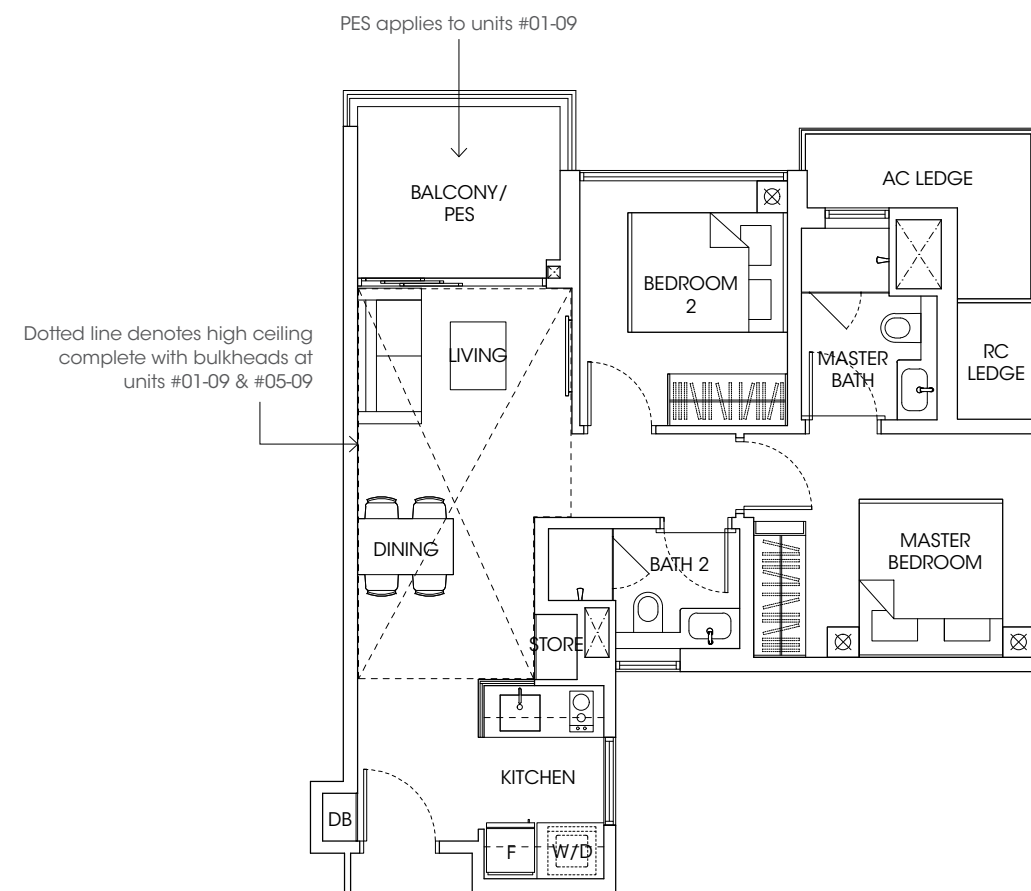 PES applies to units #01-09
BALCONY/
PES
AC LEDGE
BEDROOM
2
Dotted line denotes high ceiling
complete with bulkheads at
units #01-09 & #05-09
LIVING
MASTER
BATH
RC
LEDGE
DINING
BATH 2
MASTER
BEDROOM
STORE
KITCHEN
DB
F
W/D